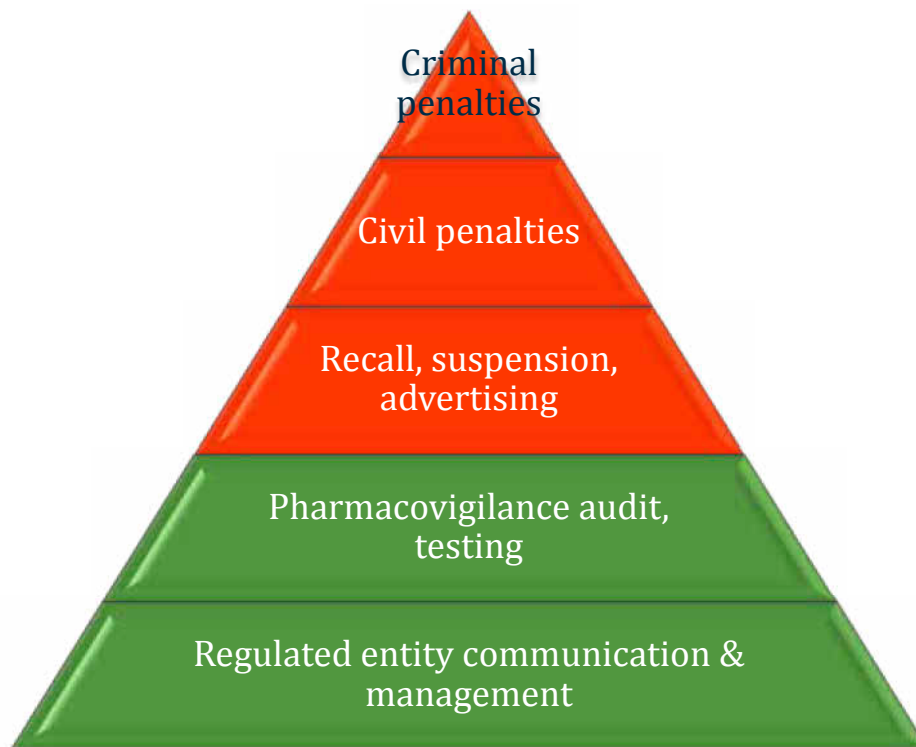 Criminal
penalties
Civil penalties
Recall, suspension,
advertising
Pharmacovigilance audit,
testing
Regulated entity communication &
management